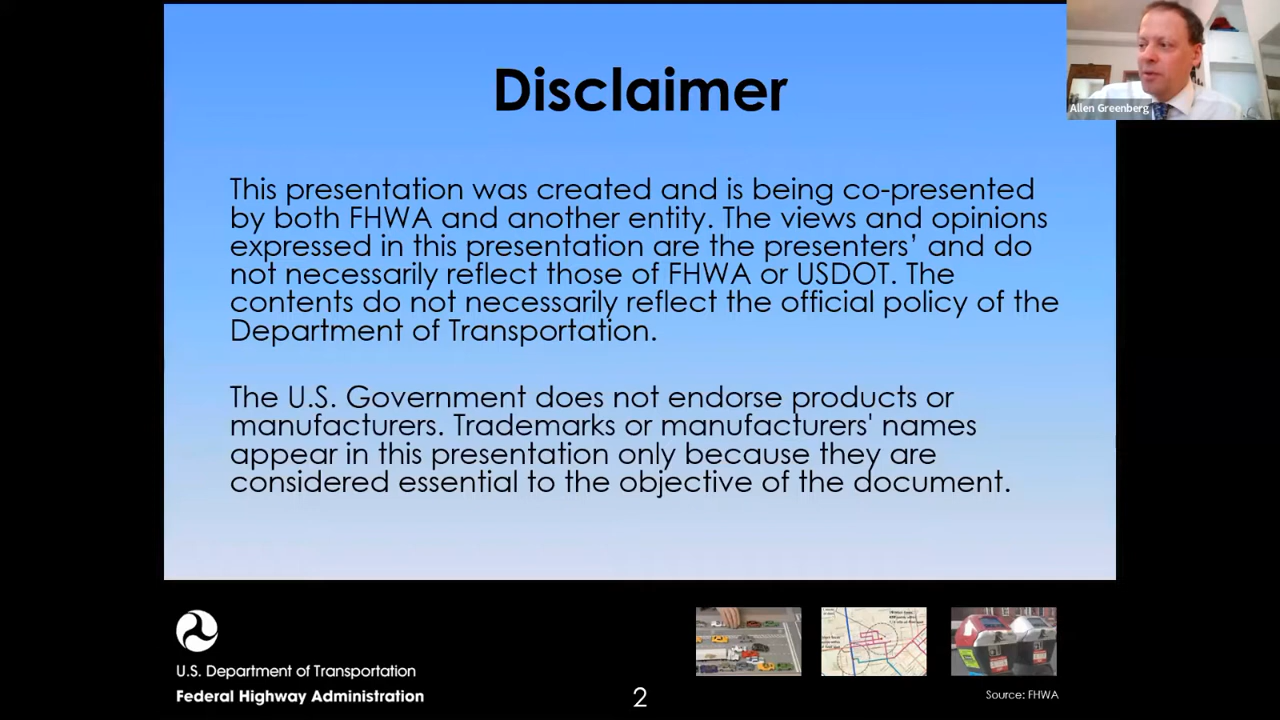 Disclaimer
Allen Greenberg
This presentation was created and is being co-presented
by both FHWA and another entity. The views and opinions
expressed in this presentation are the presenters’ and do
not necessarily reflect those of FHWA or USDOT. The
contents do not necessarily reflect the official policy of the
Department of Transportation.
The U.S. Government does not endorse products or
manufacturers. Trademarks or manufacturers' names
appear in this presentation only because they are
considered essential to the objective of the document.
U.S. Department of Transportation
Federal Highway Administration
2
Source: FHWA